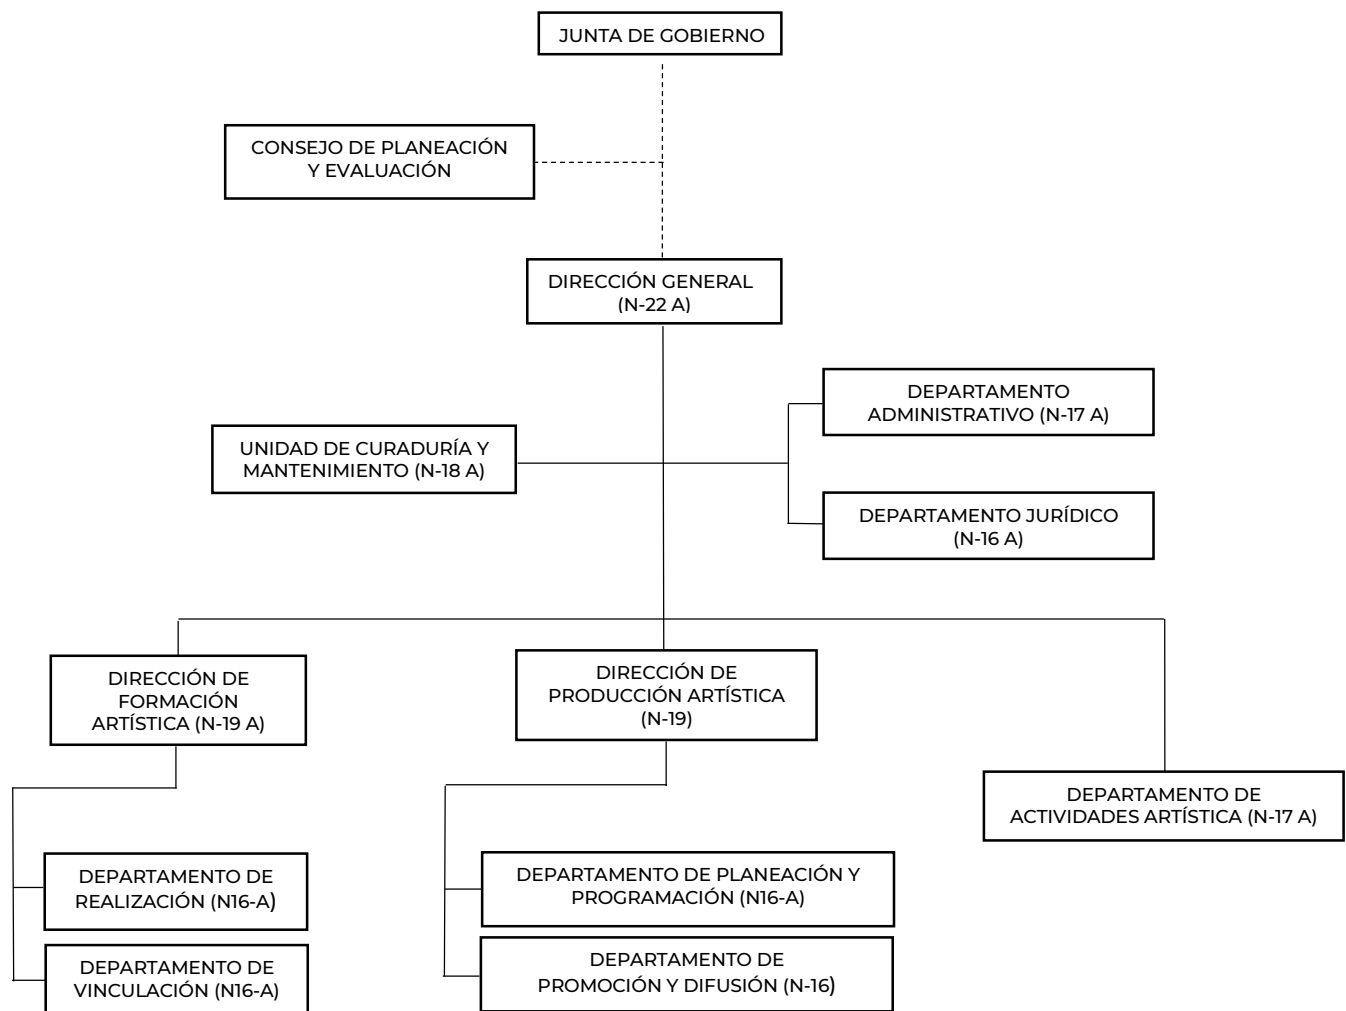 JUNTA DE GOBIERNO
CONSEJO DE PLANEACIÓN
Y EVALUACIÓN
DIRECCIÓN GENERAL
(N-22 A)
DEPARTAMENTO
ADMINISTRATIVO (N-17 A)
UNIDAD DE CURADURÍA Y
MANTENIMIENTO (N-18 A)
DEPARTAMENTO JURÍDICO
(N-16 A)
DIRECCIÓN DE
FORMACIÓN
ARTÍSTICA (N-19 A)
DIRECCIÓN DE
PRODUCCIÓN ARTÍSTICA
(N-19)
DEPARTAMENTO DE
ACTIVIDADES ARTÍSTICA (N-17 A)
DEPARTAMENTO DE
REALIZACIÓN (N16-A)
DEPARTAMENTO DE PLANEACIÓN Y
PROGRAMACIÓN (N16-A)
DEPARTAMENTO DE
VINCULACIÓN (N16-A)
DEPARTAMENTO DE
PROMOCIÓN Y DIFUSIÓN (N-16)